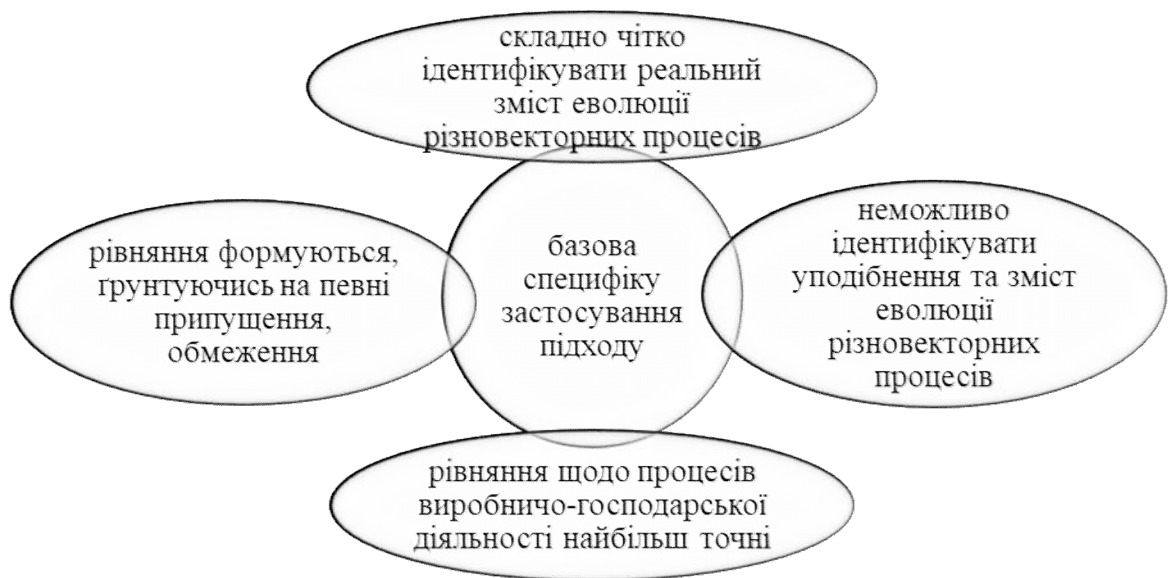 складно чітко
ідентифікувати реальний
зміст еволюції
різновекторних процесів
рівняння формуються,
ґрунтуючись на певні
припущення,
обмеження
базова
специфіку
застосування
підходу
неможливо
ідентифікувати
уподібнення та зміст
еволюції
різновекторних
процесів
рівняння щодо процесів
виробничо-господарської
діяльності найбільш точні